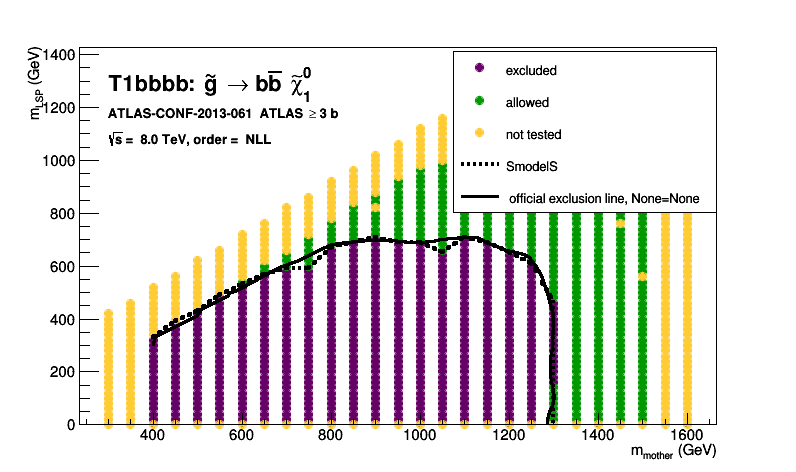 m_LSP (GeV)
1400
1200
1000
800
600
400
200
0
T1bbbb: g̃ → bb̅ χ̃₁⁰
ATLAS-CONF-2013-061 ATLAS ≥ 3 b
√s = 8.0 TeV, order = NLL
excluded
allowed
not tested
SmodelS
official exclusion line, None=None
400 600 800 1000 1200 1400 1600
m_mother (GeV)